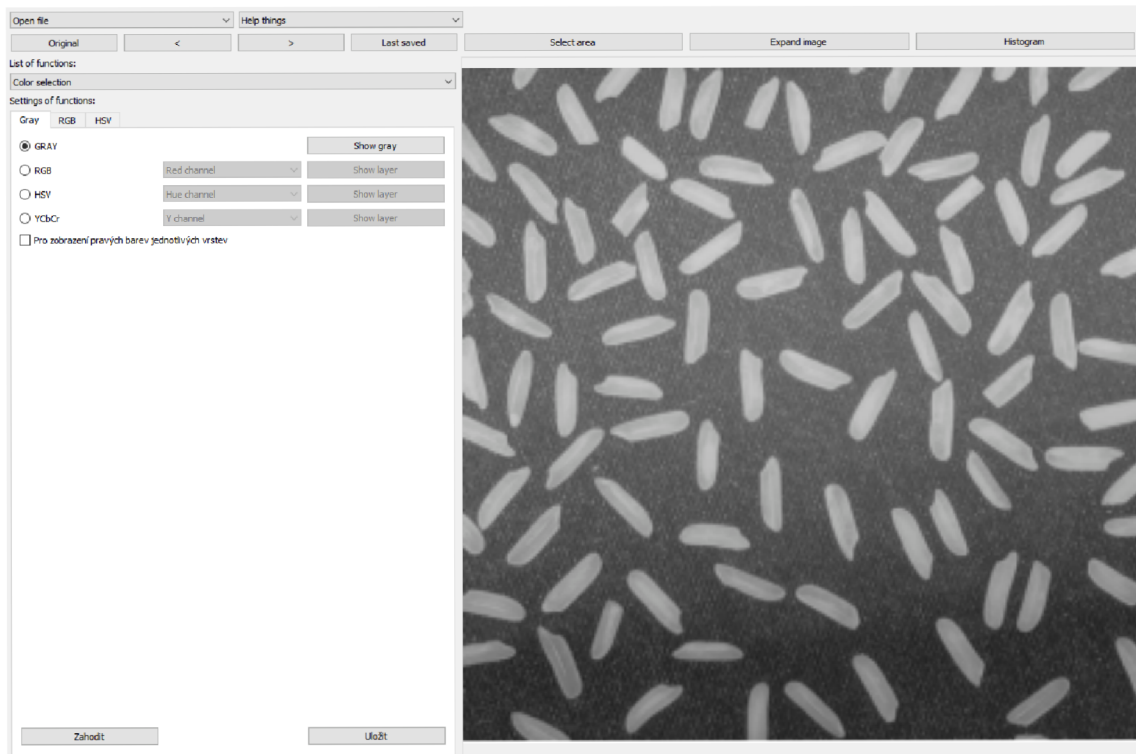 Open file Help things
Original < > Last saved Select area Expand image Histogram
List of functions:
Color selection
Settings of functions:
Gray RGB HSV
GRAY Show gray
RGB Red channel Show layer
HSV Hue channel Show layer
YCbCr Y channel Show layer
Pro zobrazení pravých barev jednotlivých vrstev
Zahodit Uložit